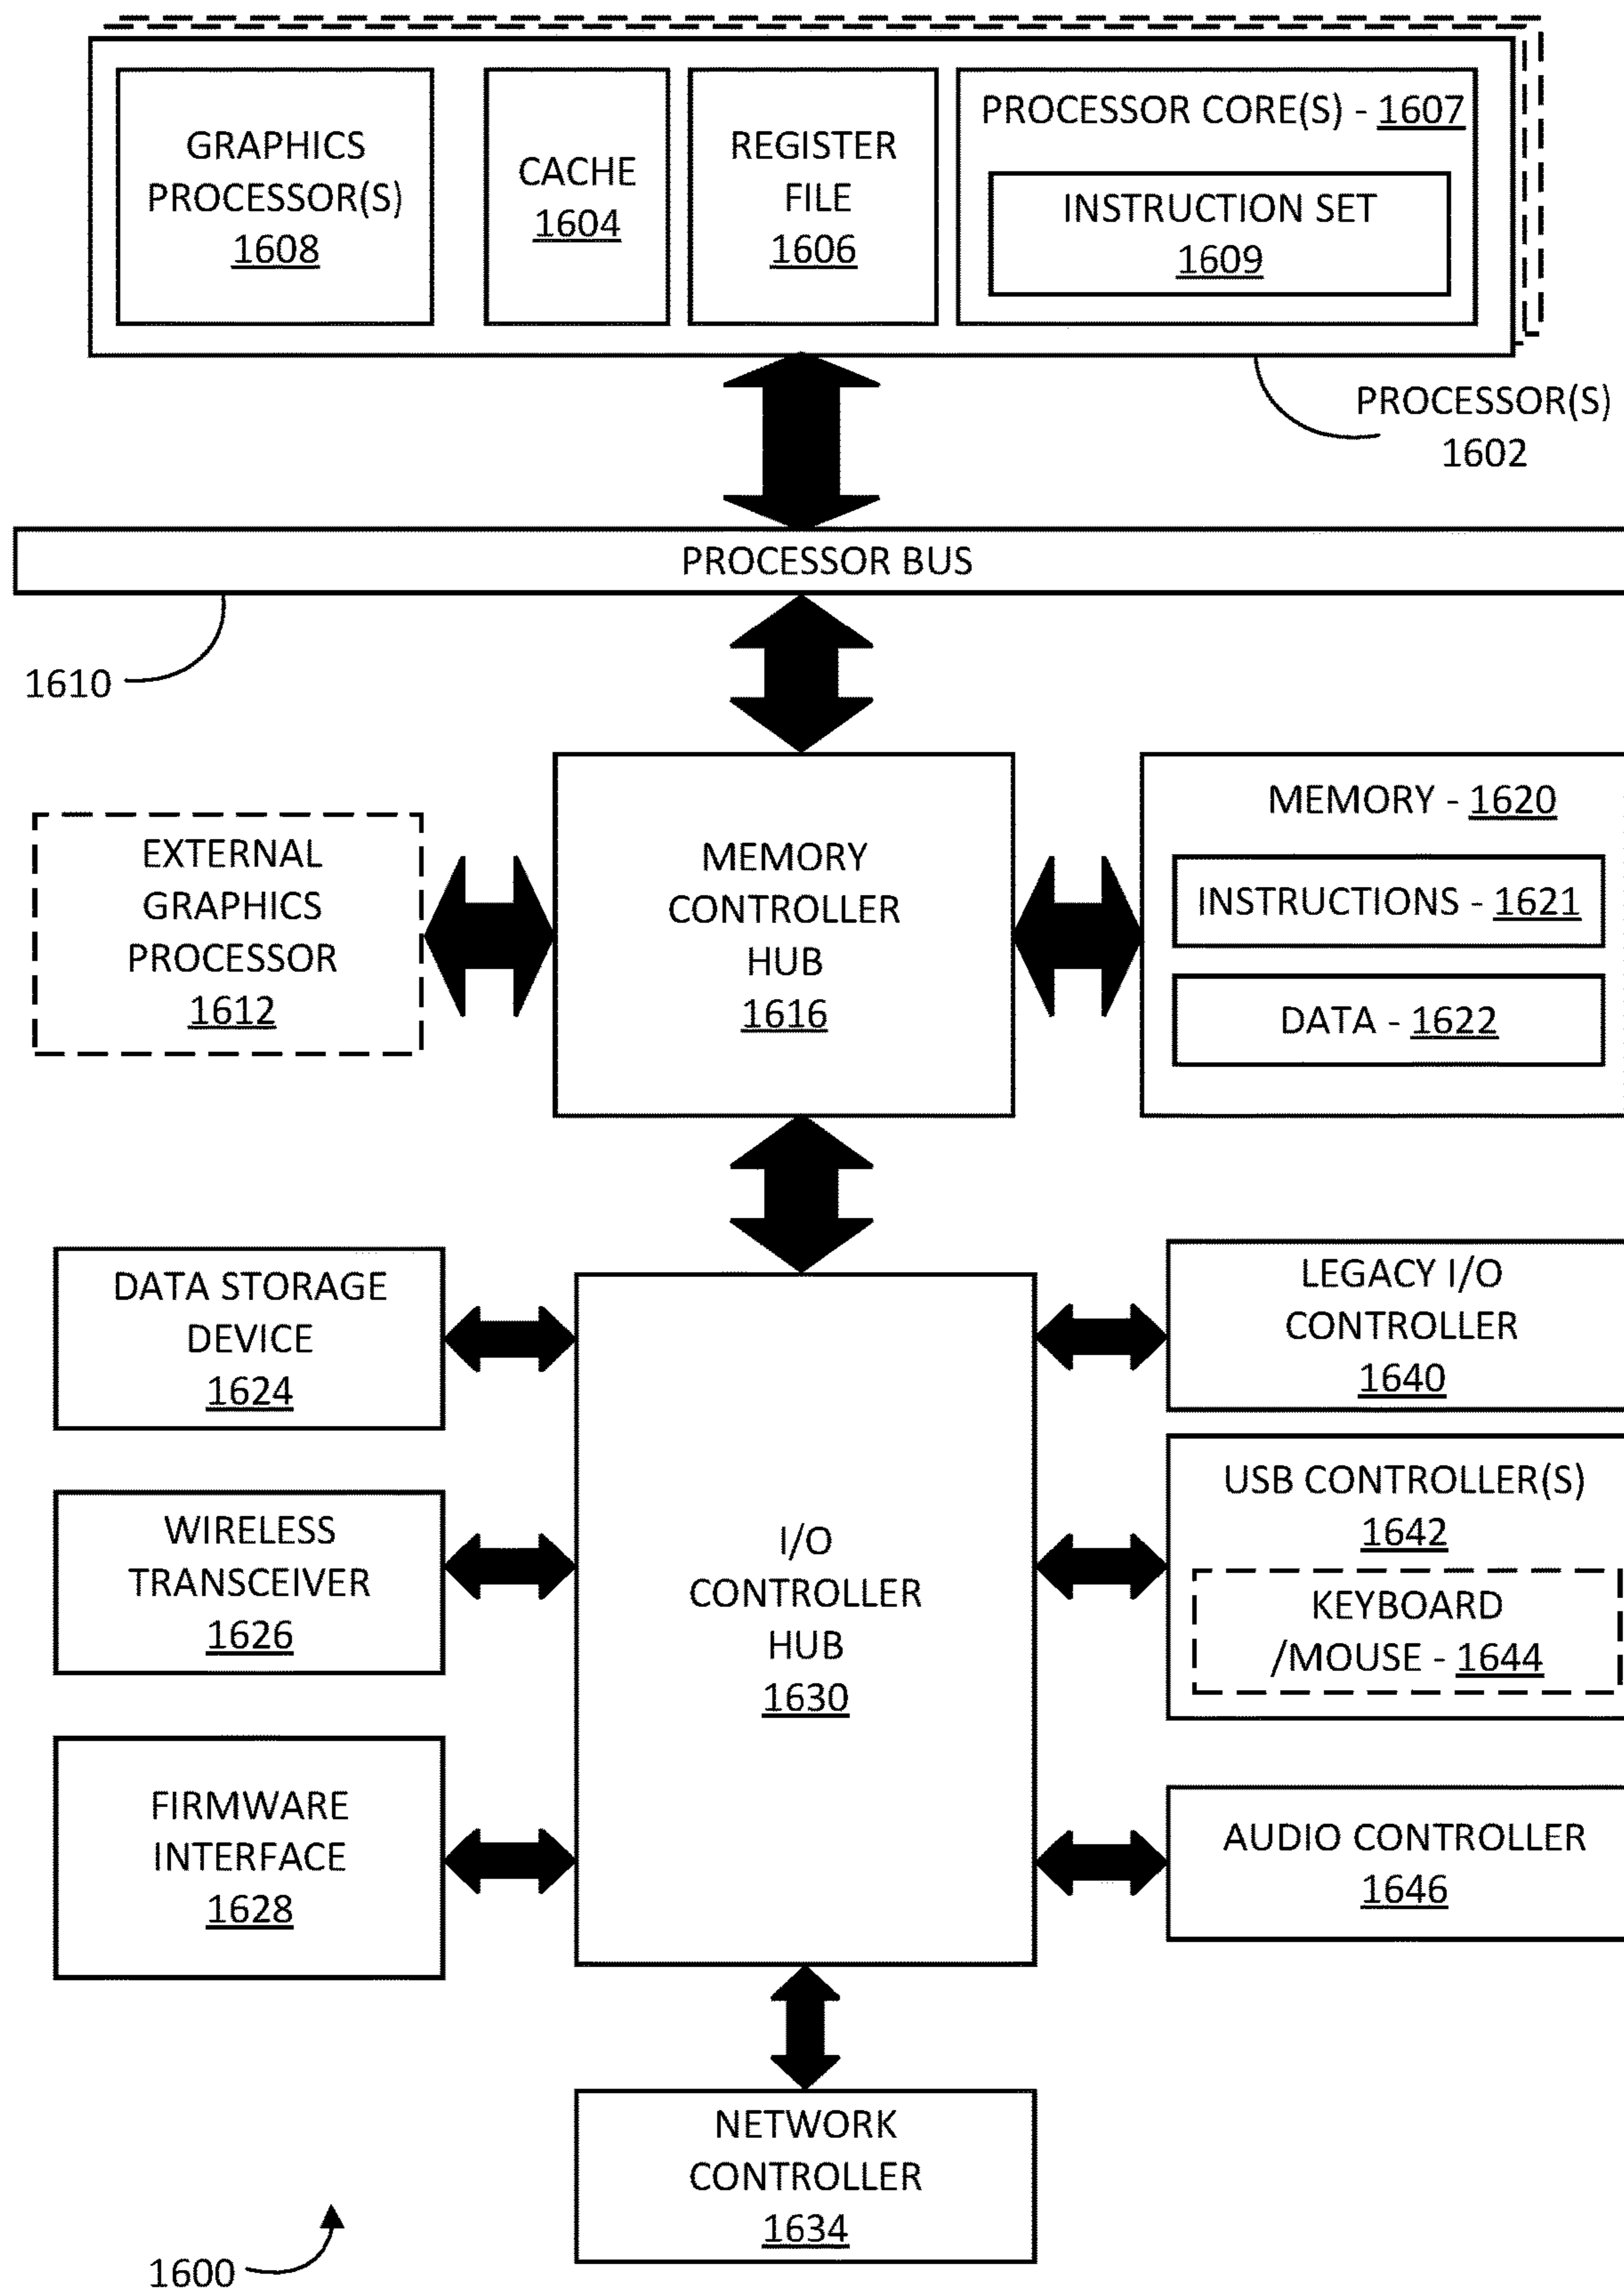 GRAPHICS
PROCESSOR(S)
1608
CACHE
1604
REGISTER
FILE
1606
PROCESSOR CORE(S) - 1607
INSTRUCTION SET
1609
PROCESSOR(S)
1602
PROCESSOR BUS
1610
EXTERNAL
GRAPHICS
PROCESSOR
1612
MEMORY
CONTROLLER
HUB
1616
MEMORY - 1620
INSTRUCTIONS - 1621
DATA - 1622
DATA STORAGE
DEVICE
1624
WIRELESS
TRANSCEIVER
1626
FIRMWARE
INTERFACE
1628
I/O
CONTROLLER
HUB
1630
LEGACY I/O
CONTROLLER
1640
USB CONTROLLER(S)
1642
KEYBOARD
/MOUSE - 1644
AUDIO CONTROLLER
1646
NETWORK
CONTROLLER
1634
1600